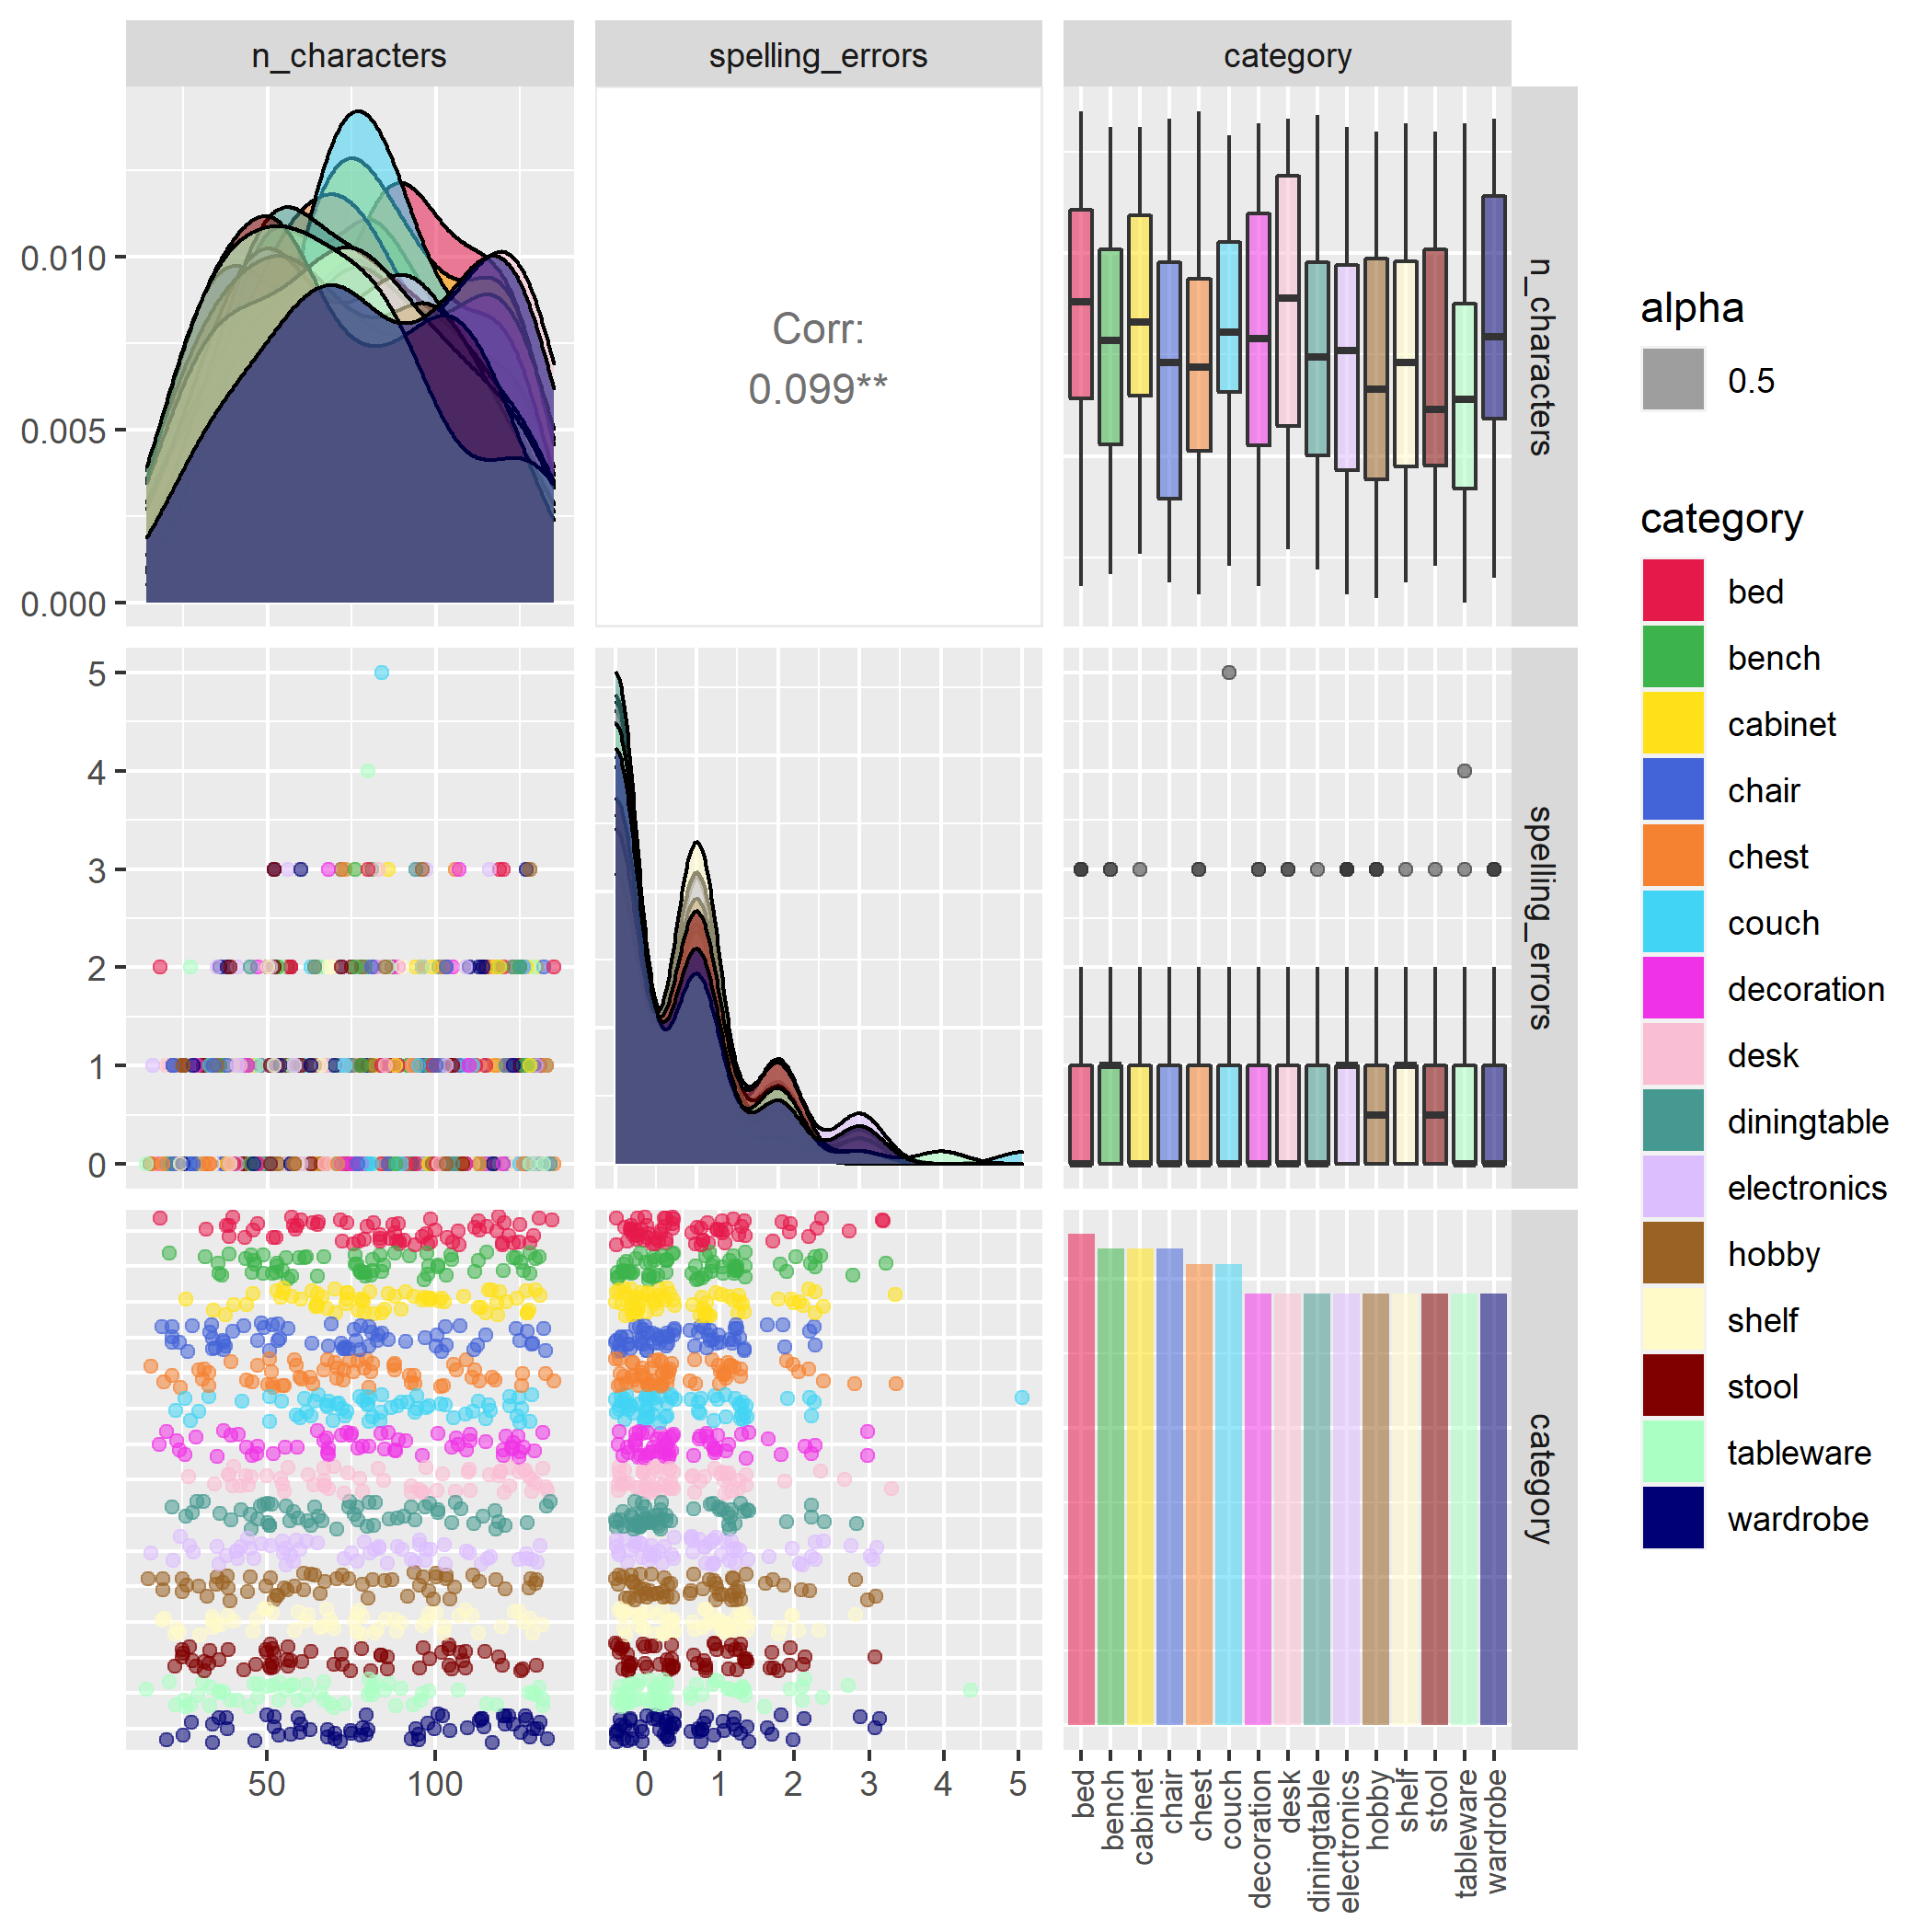 n_characters
spelling_errors
category
0.010
0.005
0.000
Corr:
0.099**
n_characters
5
4
3
2
1
0
spelling_errors
category
50
100
0
1
2
3
4
5
bed
bench
cabinet
chair
chest
couch
decoration
desk
diningtable
electronics
hobby
shelf
stool
tableware
wardrobe
alpha
0.5
category
bed
bench
cabinet
chair
chest
couch
decoration
desk
diningtable
electronics
hobby
shelf
stool
tableware
wardrobe